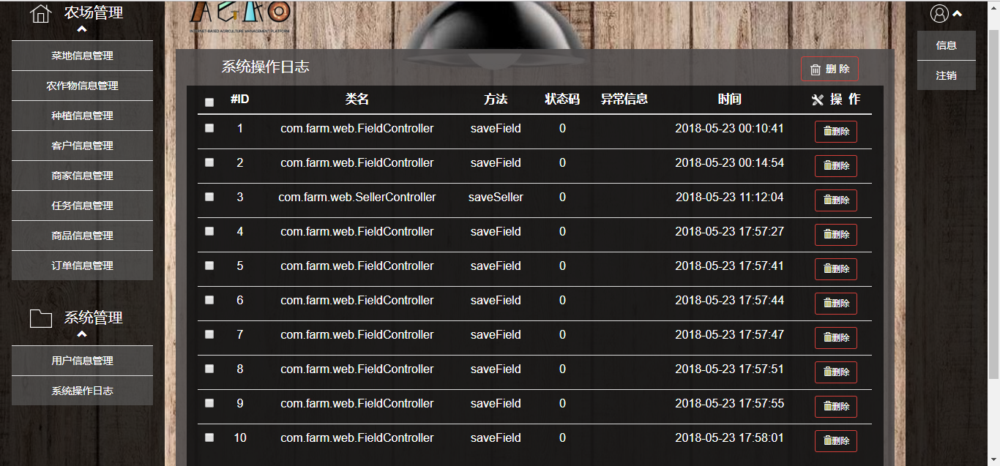 农场管理
菜地信息管理
农作物信息管理
种植信息管理
客户信息管理
商家信息管理
任务信息管理
商品信息管理
订单信息管理
系统管理
用户信息管理
系统操作日志
AGRO
INTERNET-BASED AGRICULTURE MANAGEMENT PLATFORM
系统操作日志
删 除
#ID 类名 方法 状态码 异常信息 时间 操 作
1 com.farm.web.FieldController saveField 0 2018-05-23 00:10:41 删除
2 com.farm.web.FieldController saveField 0 2018-05-23 00:14:54 删除
3 com.farm.web.SellerController saveSeller 0 2018-05-23 11:12:04 删除
4 com.farm.web.FieldController saveField 0 2018-05-23 17:57:27 删除
5 com.farm.web.FieldController saveField 0 2018-05-23 17:57:41 删除
6 com.farm.web.FieldController saveField 0 2018-05-23 17:57:44 删除
7 com.farm.web.FieldController saveField 0 2018-05-23 17:57:47 删除
8 com.farm.web.FieldController saveField 0 2018-05-23 17:57:51 删除
9 com.farm.web.FieldController saveField 0 2018-05-23 17:57:55 删除
10 com.farm.web.FieldController saveField 0 2018-05-23 17:58:01 删除
信息
注销